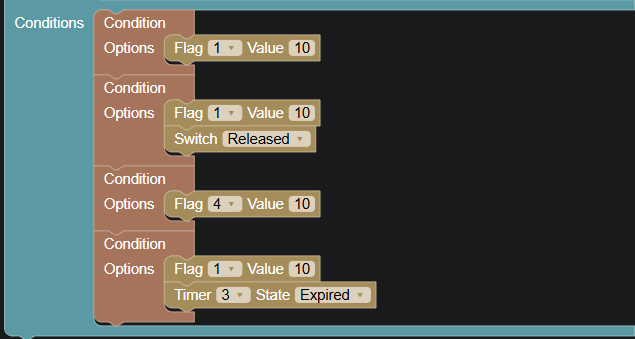 Conditions Condition
Options Flag 1 Value 10
Condition
Options Flag 1 Value 10
Switch Released
Condition
Options Flag 4 Value 10
Condition
Options Flag 1 Value 10
Timer 3 State Expired